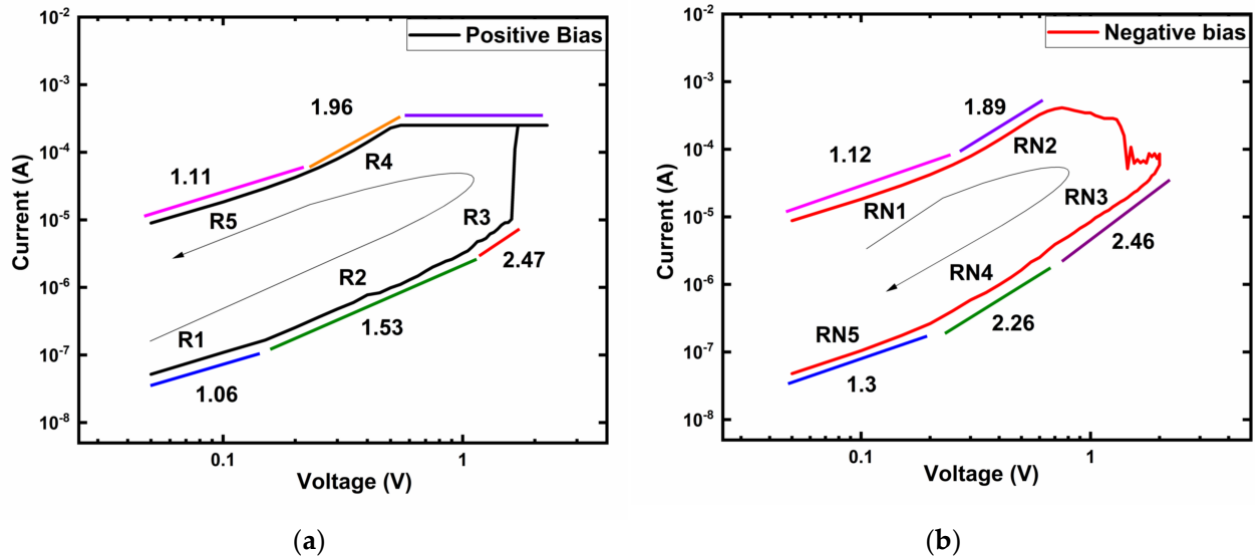 Positive Bias
10⁻²
10⁻³
10⁻⁴
10⁻⁵
10⁻⁶
10⁻⁷
10⁻⁸
Current (A)
1.96
1.11
R4
R5
R3
2.47
R2
1.53
R1
1.06
0.1
1
Voltage (V)
(a)
Negative bias
10⁻²
10⁻³
10⁻⁴
10⁻⁵
10⁻⁶
10⁻⁷
10⁻⁸
Current (A)
1.89
1.12
RN2
RN1
RN3
2.46
RN4
2.26
RN5
1.3
0.1
1
Voltage (V)
(b)